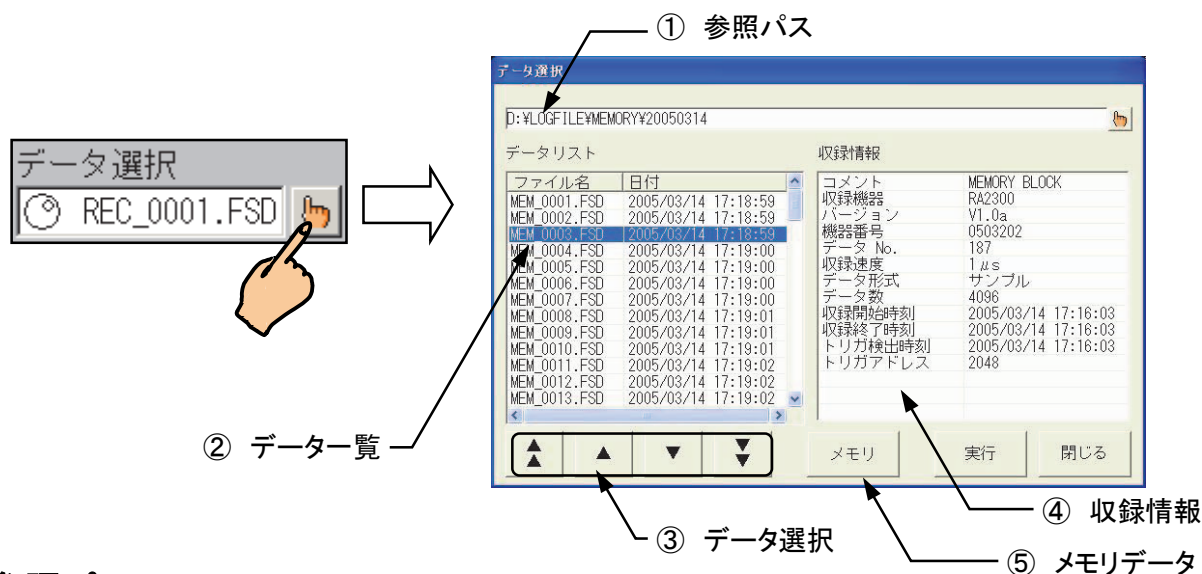 ① 参照パス
データ選択
REC_0001.FSD
データ選択
D:¥LOGFILE¥MEMORY¥20050314
データリスト
ファイル名 日付
MEM_0001.FSD 2005/03/14 17:18:59
MEM_0002.FSD 2005/03/14 17:18:59
MEM_0003.FSD 2005/03/14 17:18:59
MEM_0004.FSD 2005/03/14 17:19:00
MEM_0005.FSD 2005/03/14 17:19:00
MEM_0006.FSD 2005/03/14 17:19:00
MEM_0007.FSD 2005/03/14 17:19:00
MEM_0008.FSD 2005/03/14 17:19:01
MEM_0009.FSD 2005/03/14 17:19:01
MEM_0010.FSD 2005/03/14 17:19:01
MEM_0011.FSD 2005/03/14 17:19:02
MEM_0012.FSD 2005/03/14 17:19:02
MEM_0013.FSD 2005/03/14 17:19:02
収録情報
コメント MEMORY BLOCK
収録機器 RA2300
バージョン V1.0a
機器番号 0503202
データ No. 187
収録速度 1μs
データ形式 サンプル
データ数 4096
収録開始時刻 2005/03/14 17:16:03
収録終了時刻 2005/03/14 17:16:03
トリガ検出時刻 2005/03/14 17:16:03
トリガアドレス 2048
メモリ 実行 閉じる
② データ一覧
③ データ選択
④ 収録情報
⑤ メモリデータ